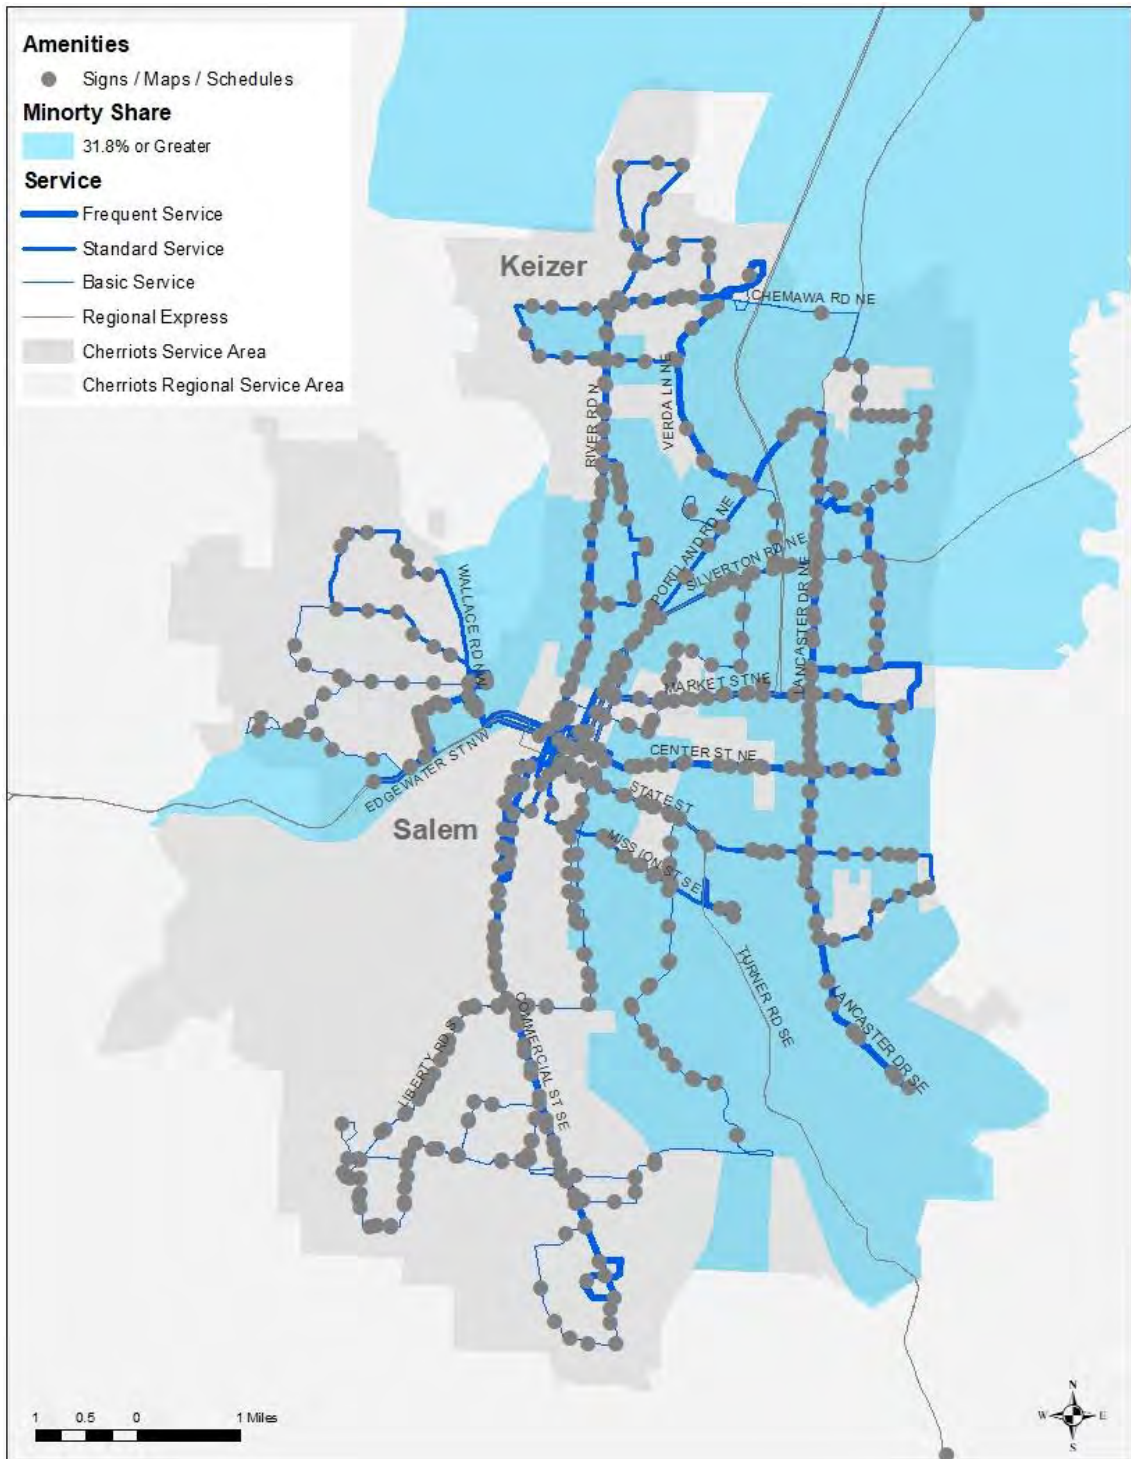 Amenities
Signs / Maps / Schedules
Minorty Share
31.8% or Greater
Service
Frequent Service
Standard Service
Basic Service
Regional Express
Cherriots Service Area
Cherriots Regional Service Area
Keizer
CHEMAWA RD NE
RIVER RD N
VERDA LN NE
PORTLAND RD NE
SILVERTON RD NE
WALLACE RD NW
LANCASTER DR NE
MARKET ST NE
CENTER ST NE
EDGEWATER ST NW
STATE ST
Salem
MISSION ST SE
TURNER RD SE
LANCASTER DR SE
COMMERCIAL ST SE
LIBERTY RD S
1 0.5 0 1 Miles
N
W E
S